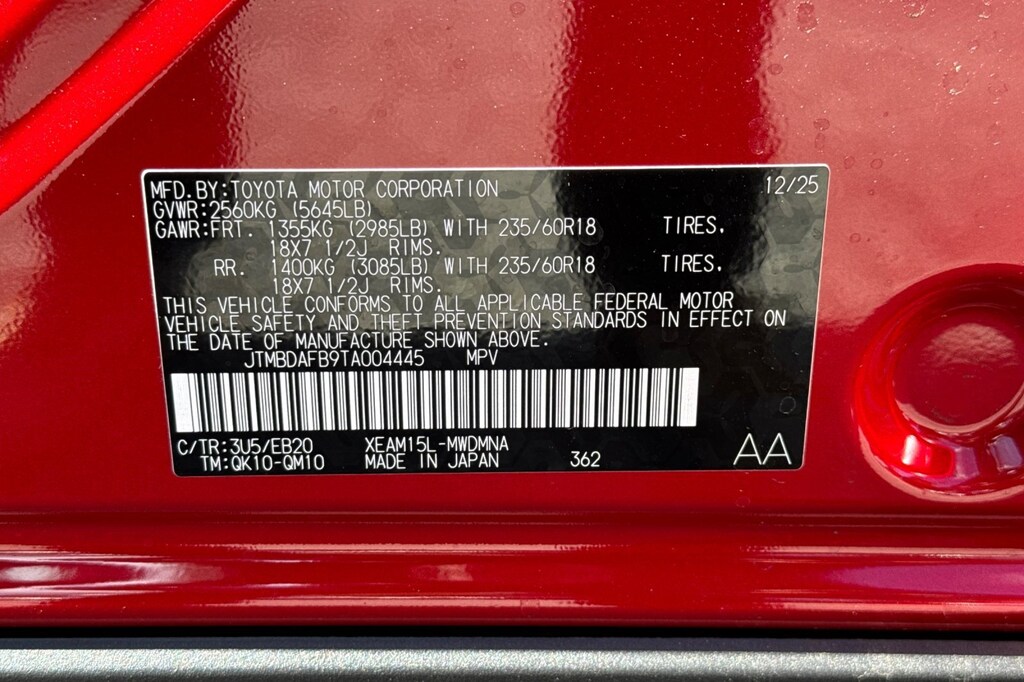 MFD.BY:TOYOTA MOTOR CORPORATION 12/25
GVWR:2560KG (5645LB)
GAWR:FRT. 1355KG (2985LB) WITH 235/60R18 TIRES,
18X7 1/2J RIMS.
RR. 1400KG (3085LB) WITH 235/60R18 TIRES,
18X7 1/2J RIMS.
THIS VEHICLE CONFORMS TO ALL APPLICABLE FEDERAL MOTOR
VEHICLE SAFETY AND THEFT PREVENTION STANDARDS IN EFFECT ON
THE DATE OF MANUFACTURE SHOWN ABOVE.
JTMBDAFB9TA004445 MPV
C/TR:3U5/EB20 XEAM15L-MWDMNA
TM:QK10-QM10 MADE IN JAPAN 362 AA